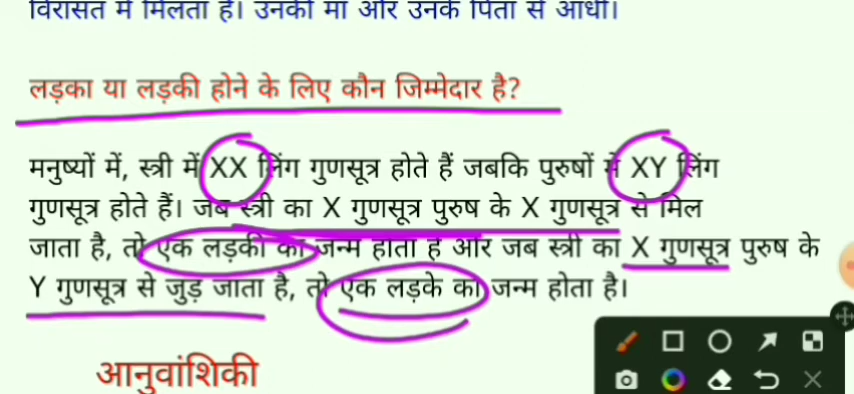 विरासत में मिलता है। उनकी मां और उनके पिता से आधी।
लड़का या लड़की होने के लिए कौन जिम्मेदार है?
मनुष्यों में, स्त्री में XX लिंग गुणसूत्र होते हैं जबकि पुरुषों में XY लिंग
गुणसूत्र होते हैं। जब स्त्री का X गुणसूत्र पुरुष के X गुणसूत्र से मिल
जाता है, तो एक लड़की का जन्म होता है और जब स्त्री का X गुणसूत्र पुरुष के
Y गुणसूत्र से जुड़ जाता है, तो एक लड़के का जन्म होता है।
आनुवांशिकी